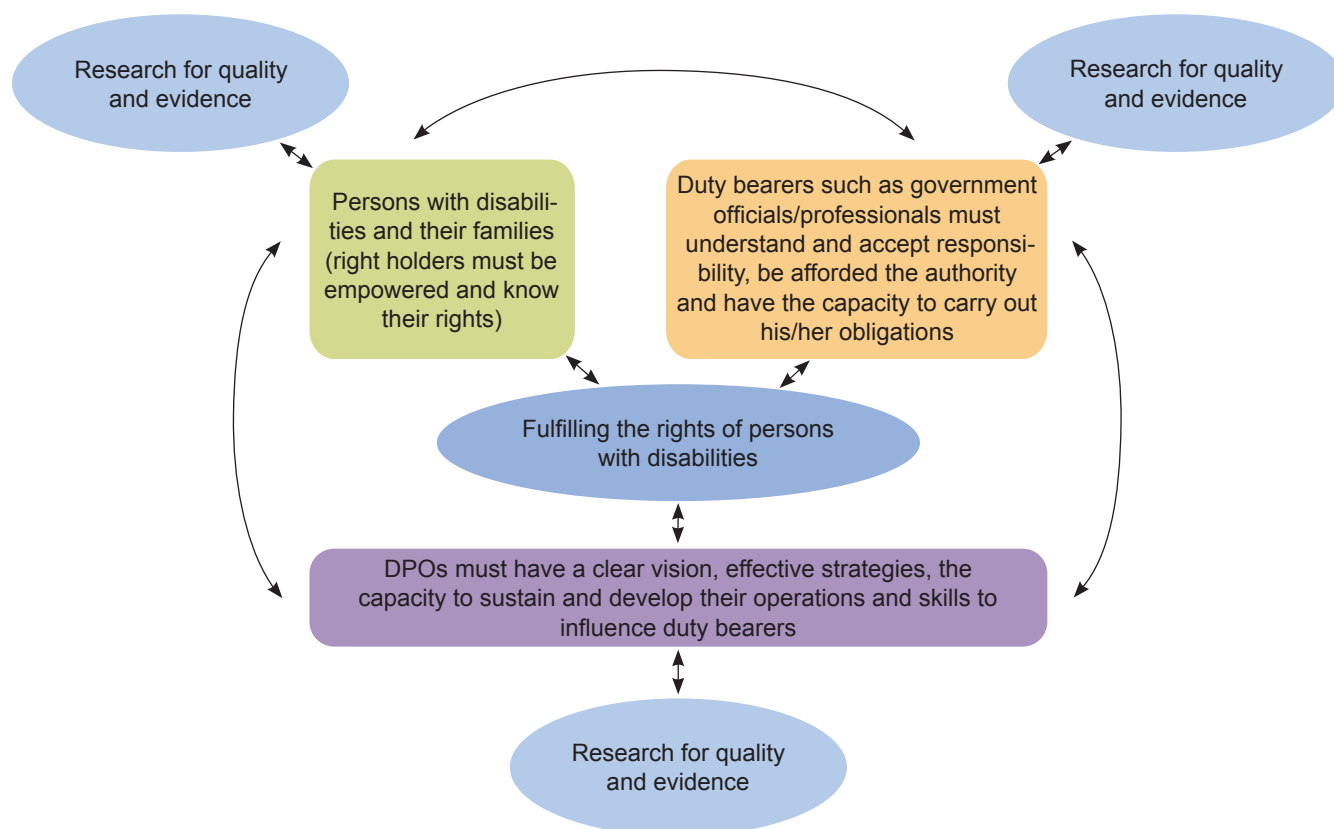 Research for quality
and evidence
Research for quality
and evidence
Persons with disabili-
ties and their families
(right holders must be
empowered and know
their rights)
Duty bearers such as government
officials/professionals must
understand and accept responsi-
bility, be afforded the authority
and have the capacity to carry out
his/her obligations
Fulfilling the rights of persons
with disabilities
DPOs must have a clear vision, effective strategies, the
capacity to sustain and develop their operations and skills to
influence duty bearers
Research for quality
and evidence